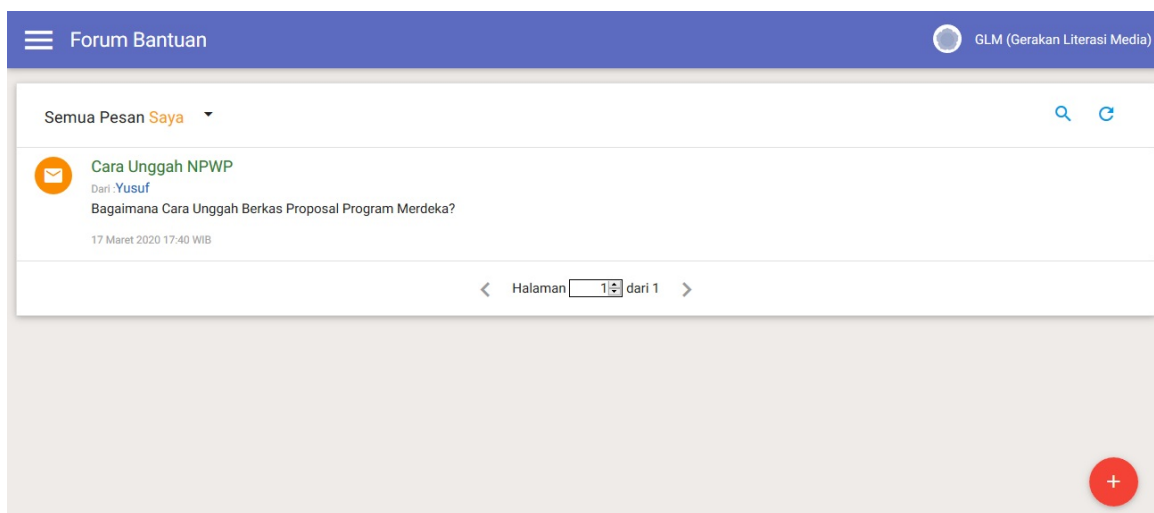 Forum Bantuan
GLM (Gerakan Literasi Media)
Semua Pesan Saya
Cara Unggah NPWP
Dari :Yusuf
Bagaimana Cara Unggah Berkas Proposal Program Merdeka?
17 Maret 2020 17:40 WIB
Halaman 1 dari 1